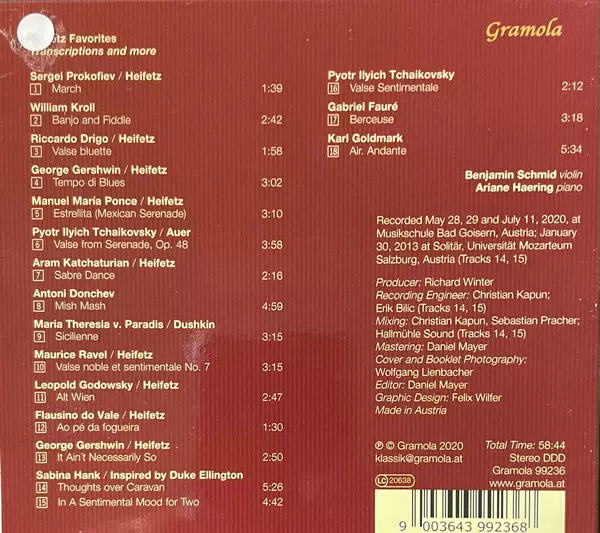 tz Favorites
Transcriptions and more
Sergei Prokofiev / Heifetz
1 March 1:39
William Kroll
2 Banjo and Fiddle 2:42
Riccardo Drigo / Heifetz
3 Valse bluette 1:58
George Gershwin / Heifetz
4 Tempo di Blues 3:02
Manuel María Ponce / Heifetz
5 Estrellita (Mexican Serenade) 3:10
Pyotr Ilyich Tchaikovsky / Auer
6 Valse from Serenade, Op. 48 3:58
Aram Katchaturian / Heifetz
7 Sabre Dance 2:16
Antoni Donchev
8 Mish Mash 4:59
Maria Theresia v. Paradis / Dushkin
9 Sicilienne 3:15
Maurice Ravel / Heifetz
10 Valse noble et sentimentale No. 7 3:15
Leopold Godowsky / Heifetz
11 Alt Wien 2:47
Flausino do Vale / Heifetz
12 Ao pé da fogueira 1:30
George Gershwin / Heifetz
13 It Ain't Necessarily So 2:50
Sabina Hank / Inspired by Duke Ellington
14 Thoughts over Caravan 5:26
15 In A Sentimental Mood for Two 4:42
Gramola
Pyotr Ilyich Tchaikovsky
16 Valse Sentimentale 2:12
Gabriel Fauré
17 Berceuse 3:18
Karl Goldmark
18 Air. Andante 5:34
Benjamin Schmid violin
Ariane Haering piano
Recorded May 28, 29 and July 11, 2020, at
Musikschule Bad Goisern, Austria; January
30, 2013 at Solitär, Universität Mozarteum
Salzburg, Austria (Tracks 14, 15)
Producer: Richard Winter
Recording Engineer: Christian Kapun;
Erik Bilic (Tracks 14, 15)
Mixing: Christian Kapun, Sebastian Pracher;
Hallmühle Sound (Tracks 14, 15)
Mastering: Daniel Mayer
Cover and Booklet Photography:
Wolfgang Lienbacher
Editor: Daniel Mayer
Graphic Design: Felix Wilfer
Made in Austria
℗ © Gramola 2020
klassik@gramola.at
LC 20638
Total Time: 58:44
Stereo DDD
Gramola 99236
www.gramola.at
9 003643 992368